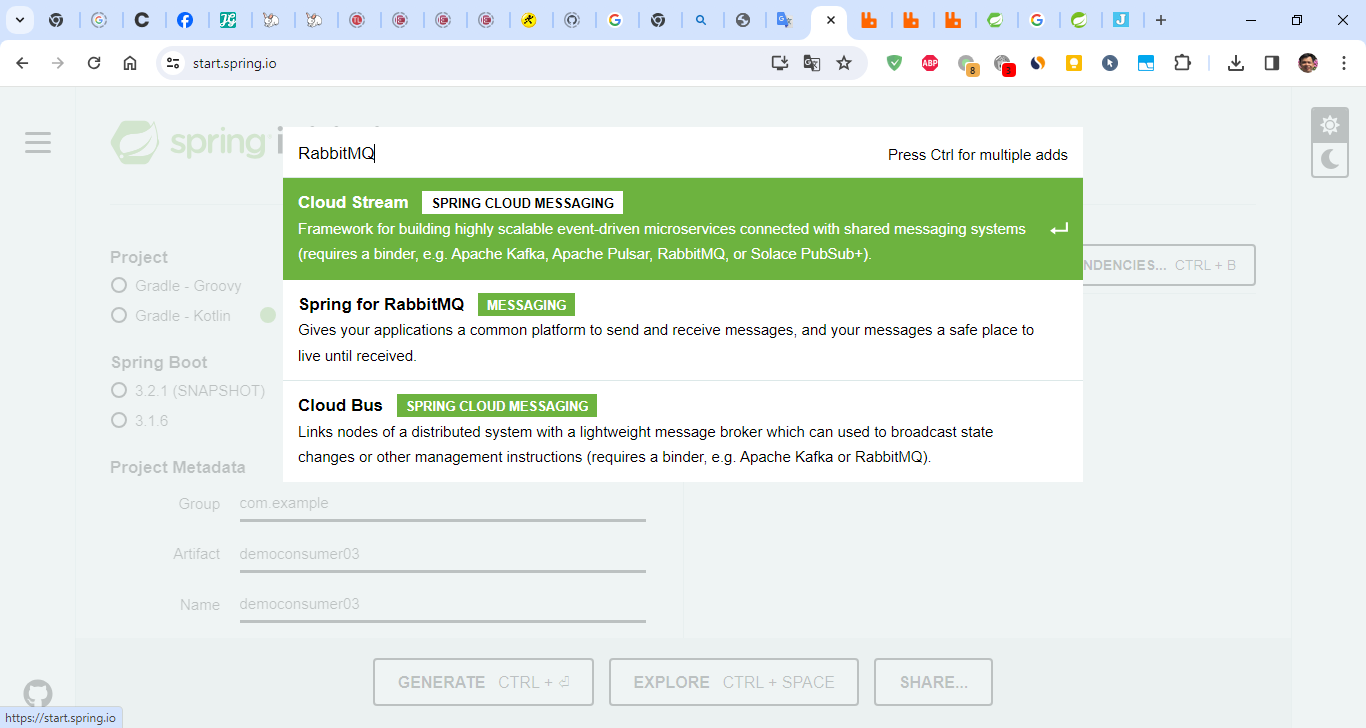 start.spring.io
ABP
8
spring
RabbitMQ
Press Ctrl for multiple adds
Cloud Stream SPRING CLOUD MESSAGING
Framework for building highly scalable event-driven microservices connected with shared messaging systems
(requires a binder, e.g. Apache Kafka, Apache Pulsar, RabbitMQ, or Solace PubSub+).
Spring for RabbitMQ MESSAGING
Gives your applications a common platform to send and receive messages, and your messages a safe place to
live until received.
Cloud Bus SPRING CLOUD MESSAGING
Links nodes of a distributed system with a lightweight message broker which can used to broadcast state
changes or other management instructions (requires a binder, e.g. Apache Kafka or RabbitMQ).
NDENCIES... CTRL + B
Project
Gradle - Groovy
Gradle - Kotlin
Spring Boot
3.2.1 (SNAPSHOT)
3.1.6
Project Metadata
Group com.example
Artifact democonsumer03
Name democonsumer03
GENERATE CTRL + ⏎
EXPLORE CTRL + SPACE
SHARE...
https://start.spring.io